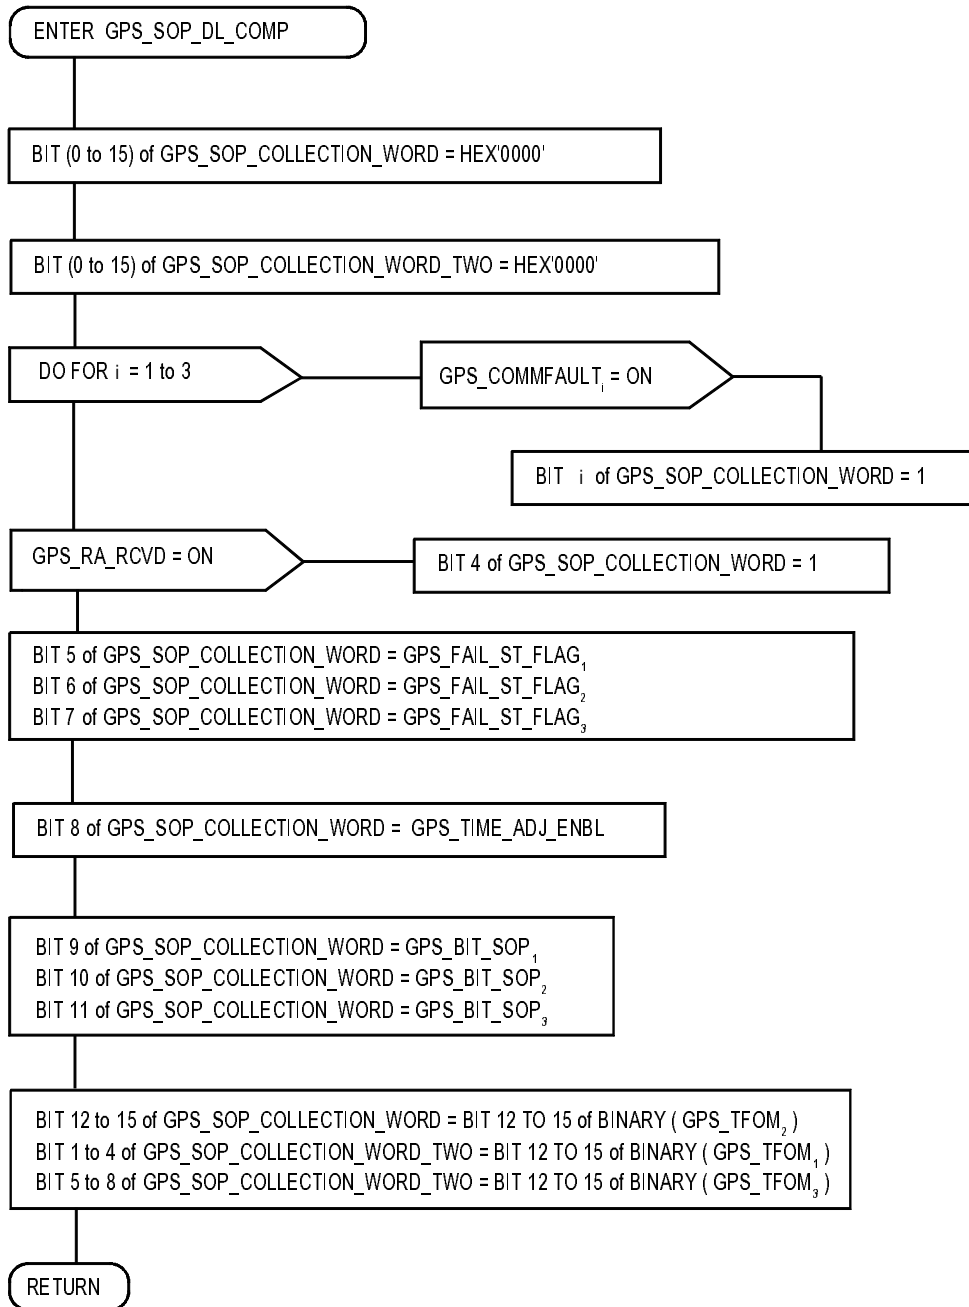 ENTER GPS_SOP_DL_COMP
BIT (0 to 15) of GPS_SOP_COLLECTION_WORD = HEX'0000'
BIT (0 to 15) of GPS_SOP_COLLECTION_WORD_TWO = HEX'0000'
DO FOR i = 1 to 3
GPS_COMMFAULT i = ON
BIT i of GPS_SOP_COLLECTION_WORD = 1
GPS_RA_RCVD = ON
BIT 4 of GPS_SOP_COLLECTION_WORD = 1
BIT 5 of GPS_SOP_COLLECTION_WORD = GPS_FAIL_ST_FLAG₁
BIT 6 of GPS_SOP_COLLECTION_WORD = GPS_FAIL_ST_FLAG₂
BIT 7 of GPS_SOP_COLLECTION_WORD = GPS_FAIL_ST_FLAG₃
BIT 8 of GPS_SOP_COLLECTION_WORD = GPS_TIME_ADJ_ENBL
BIT 9 of GPS_SOP_COLLECTION_WORD = GPS_BIT_SOP₁
BIT 10 of GPS_SOP_COLLECTION_WORD = GPS_BIT_SOP₂
BIT 11 of GPS_SOP_COLLECTION_WORD = GPS_BIT_SOP₃
BIT 12 to 15 of GPS_SOP_COLLECTION_WORD = BIT 12 TO 15 of BINARY ( GPS_TFOM₂ )
BIT 1 to 4 of GPS_SOP_COLLECTION_WORD_TWO = BIT 12 TO 15 of BINARY ( GPS_TFOM₁ )
BIT 5 to 8 of GPS_SOP_COLLECTION_WORD_TWO = BIT 12 TO 15 of BINARY ( GPS_TFOM₃ )
RETURN